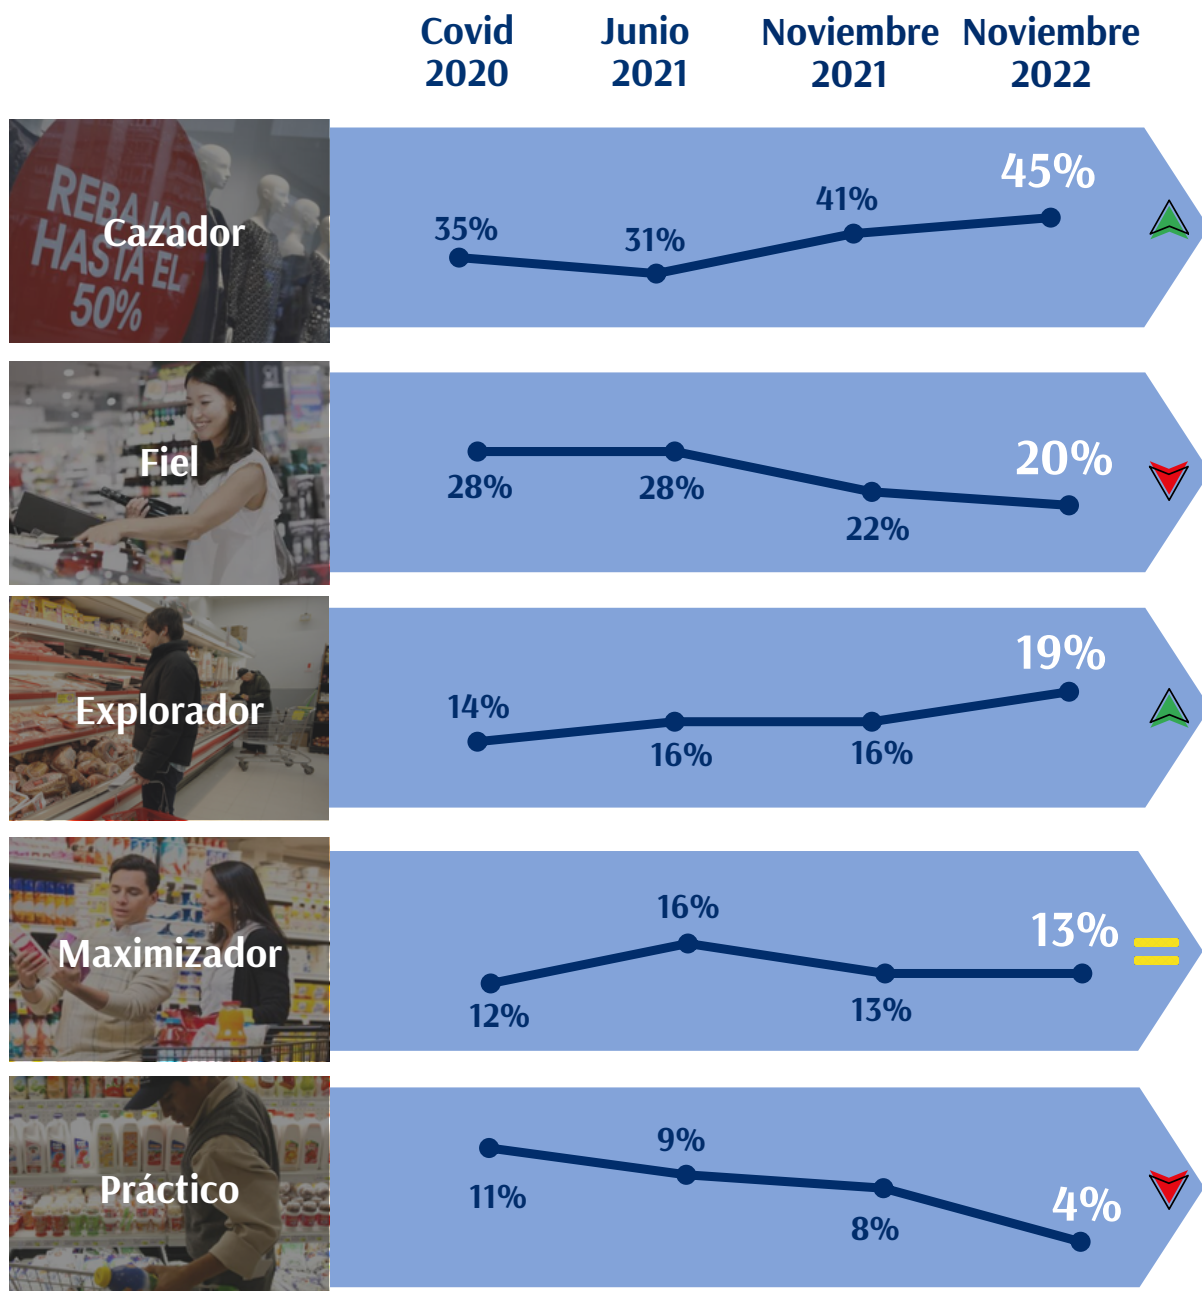 Covid
2020
Junio
2021
Noviembre
2021
Noviembre
2022
REBAJAS
HASTA EL
50%
Cazador
35%
31%
41%
45%
Fiel
28%
28%
22%
20%
Explorador
14%
16%
16%
19%
Maximizador
12%
16%
13%
13%
Práctico
11%
9%
8%
4%